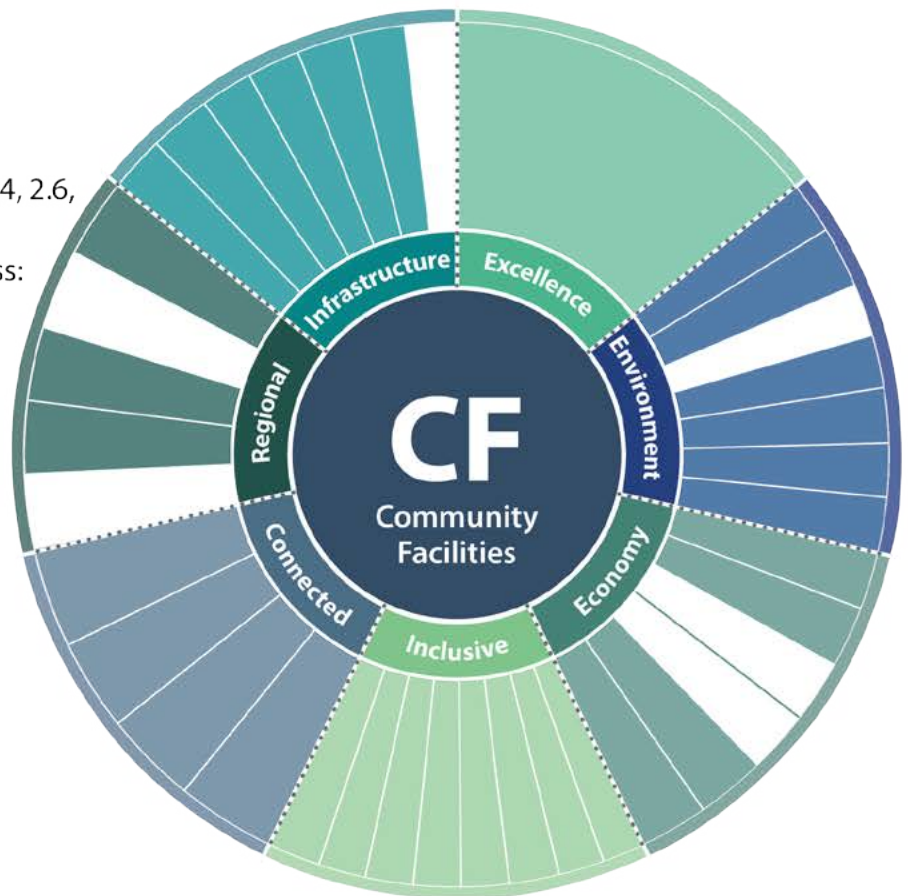 4, 2.6,
ss:
Infrastructure
Excellence
Environment
Regional
CF
Community
Facilities
Economy
Connected
Inclusive